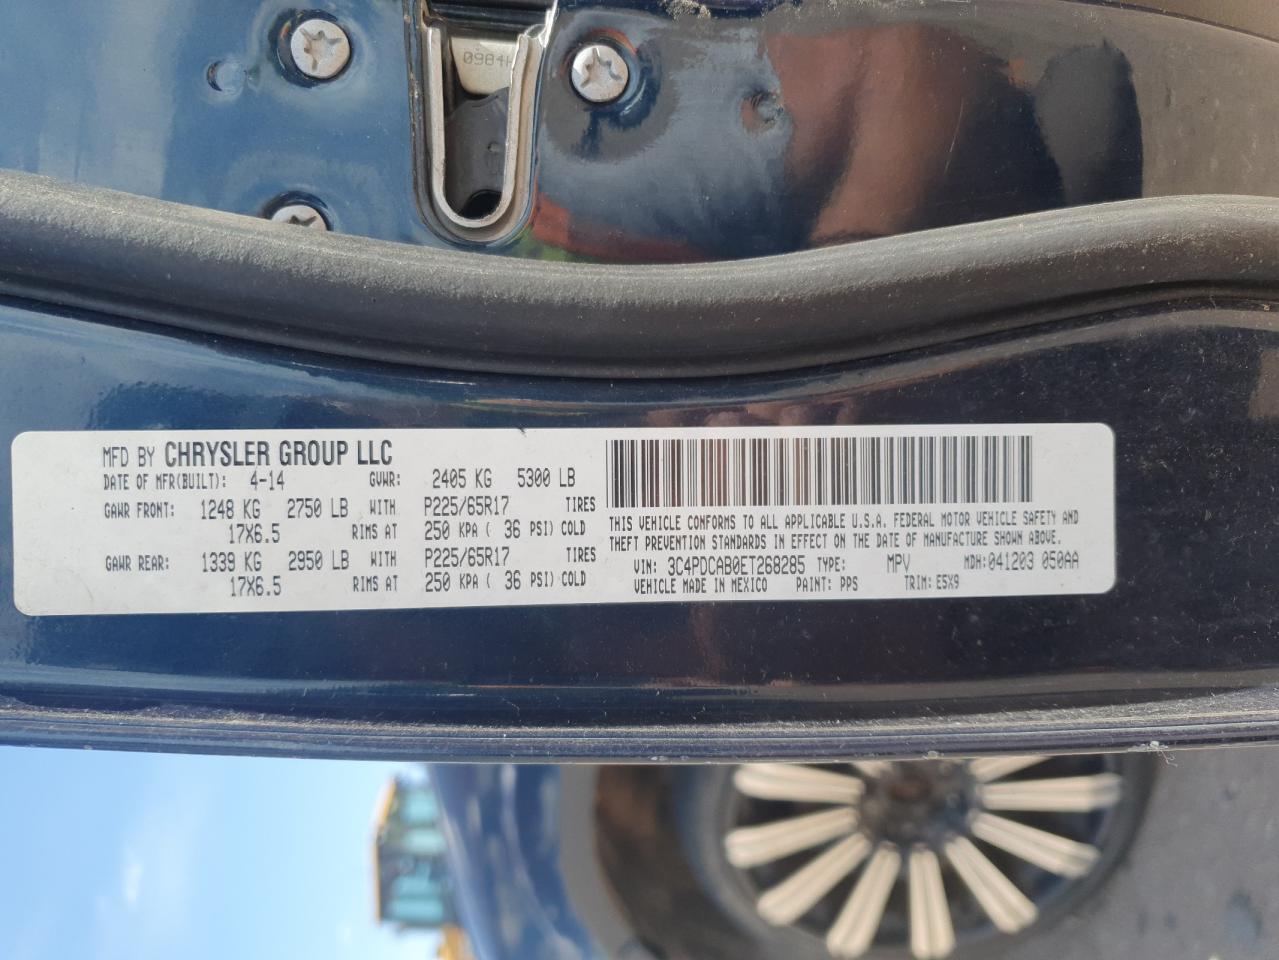 0984
MFD BY CHRYSLER GROUP LLC
DATE OF MFR(BUILT): 4-14 GVWR: 2405 KG 5300 LB
GAWR FRONT: 1248 KG 2750 LB WITH P225/65R17 TIRES
17X6.5 RIMS AT 250 KPA ( 36 PSI) COLD
GAWR REAR: 1339 KG 2950 LB WITH P225/65R17 TIRES
17X6.5 RIMS AT 250 KPA ( 36 PSI) COLD
THIS VEHICLE CONFORMS TO ALL APPLICABLE U.S.A. FEDERAL MOTOR VEHICLE SAFETY AND
THEFT PREVENTION STANDARDS IN EFFECT ON THE DATE OF MANUFACTURE SHOWN ABOVE.
VIN: 3C4PDCAB0ET268285 TYPE: MPV MDH: 041203 050AA
VEHICLE MADE IN MEXICO PAINT: PPS TRIM: E5X9